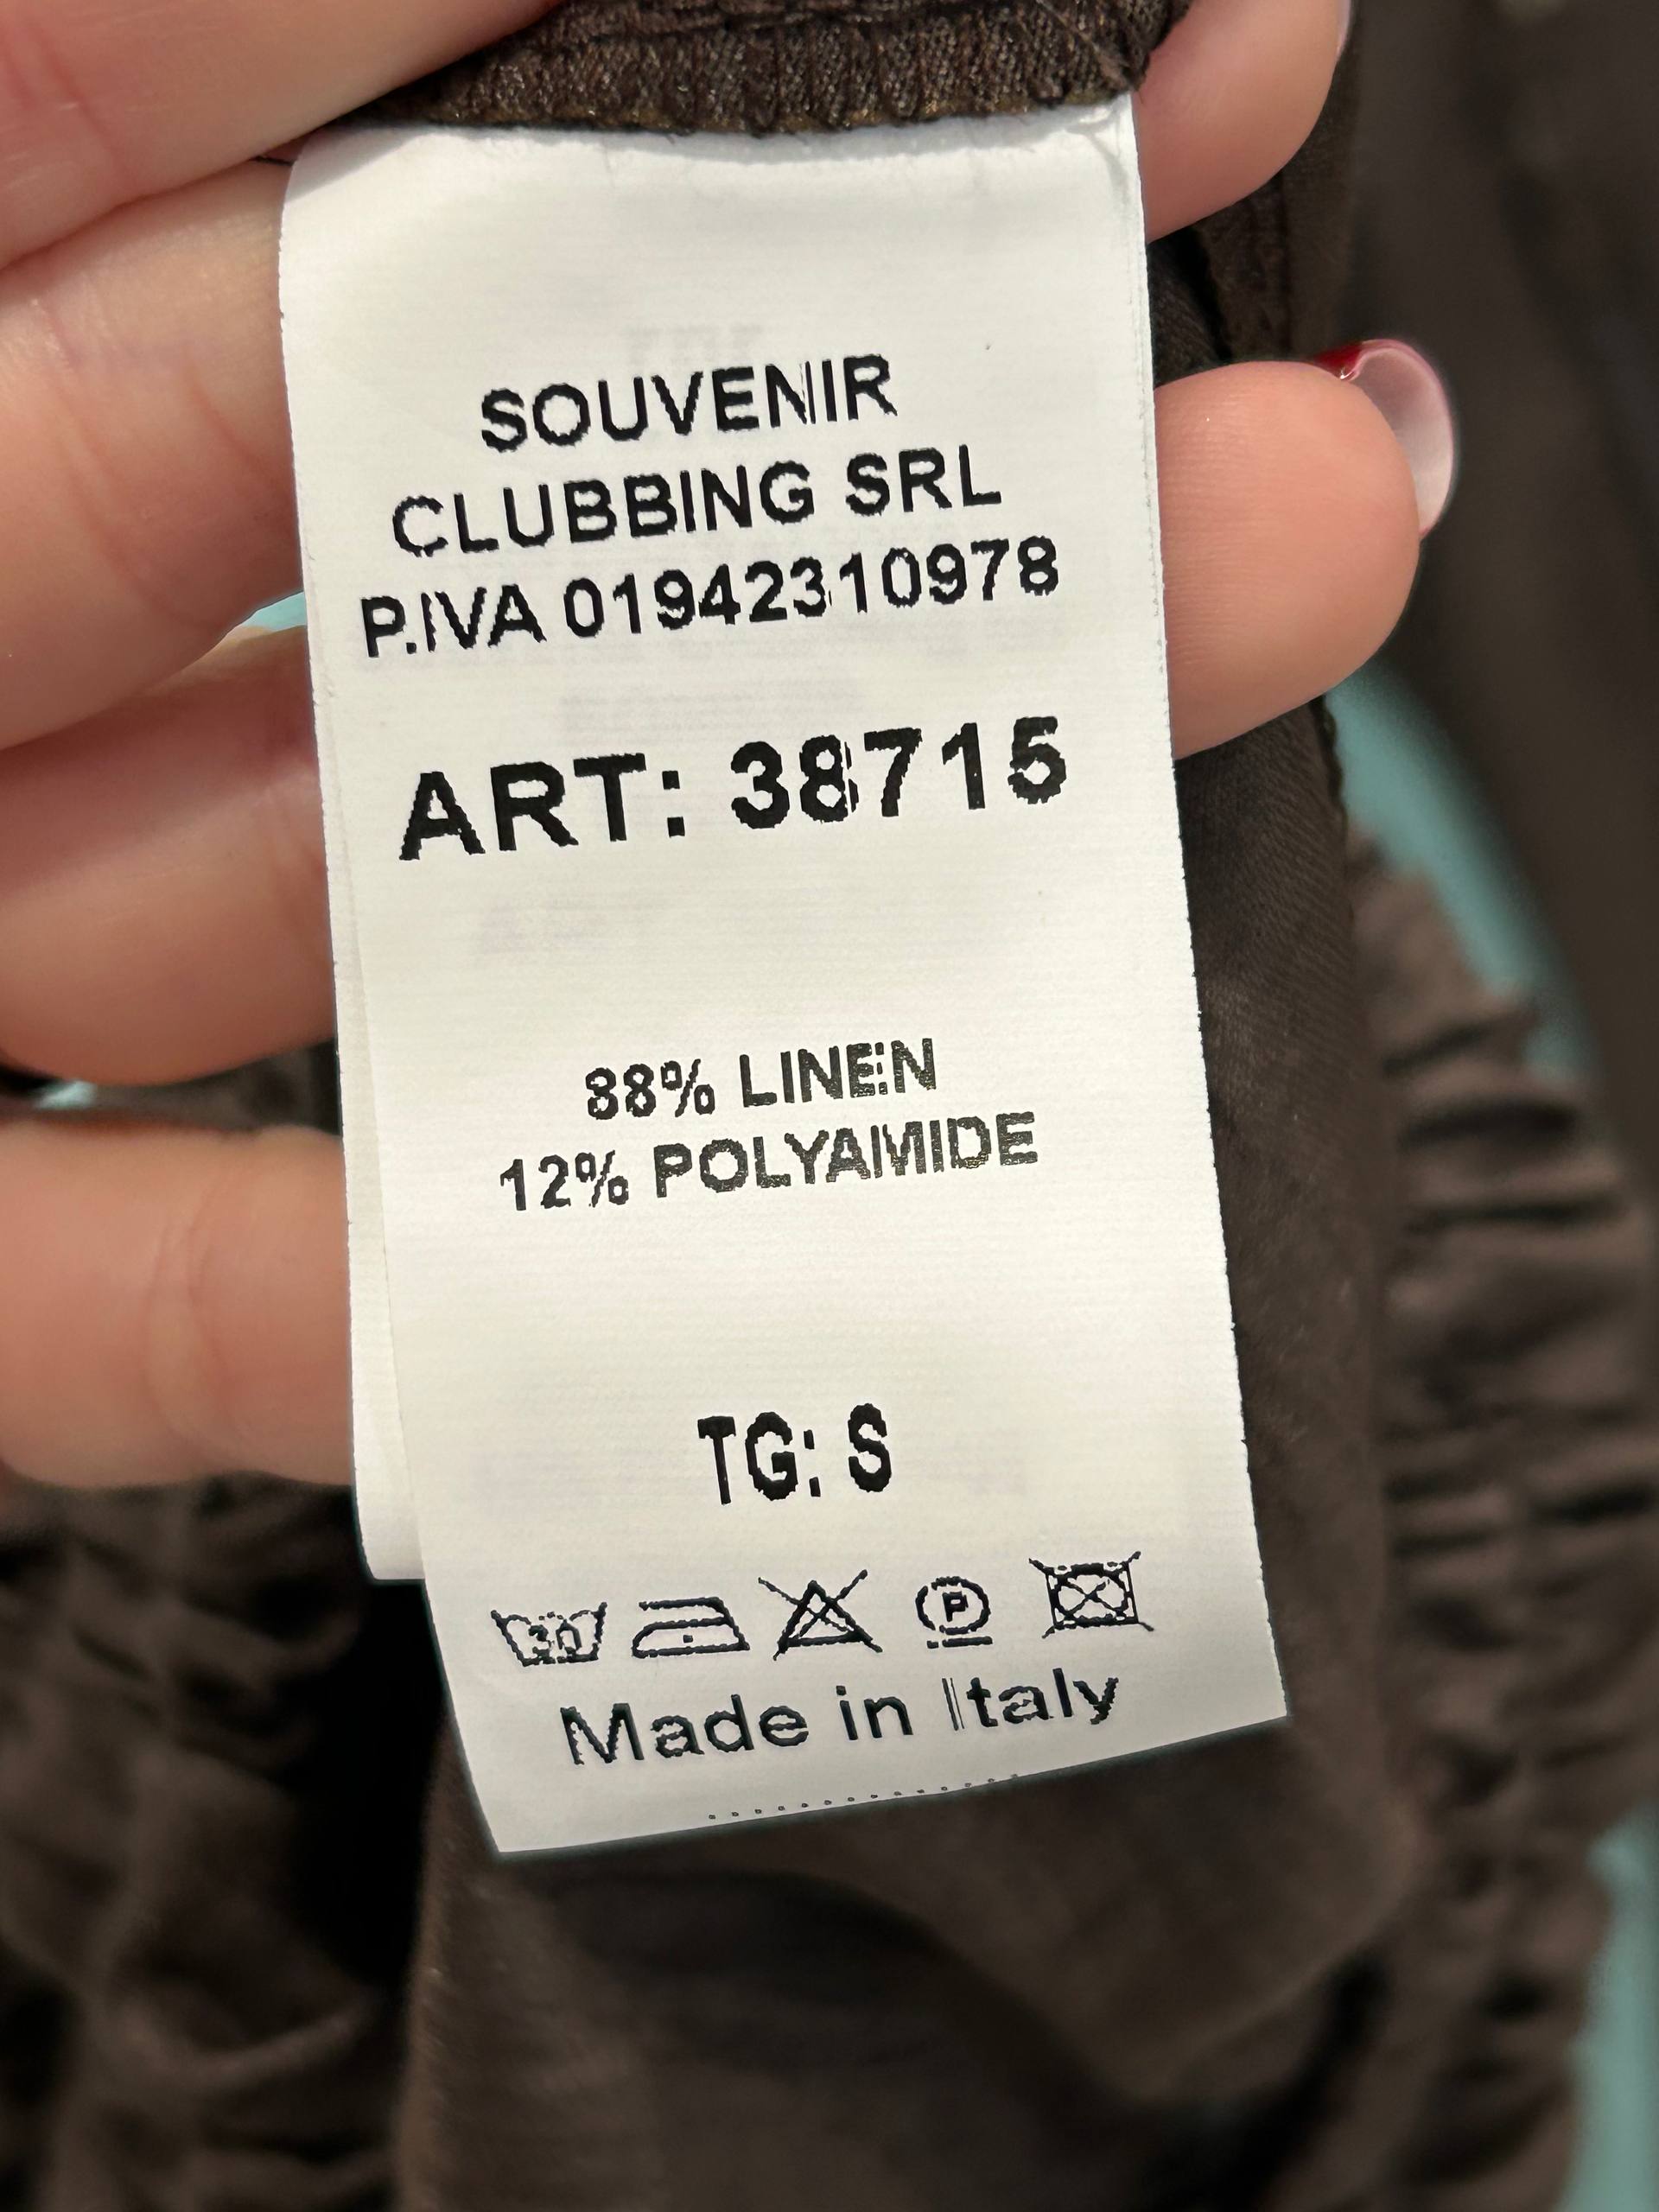 SOUVENIR
CLUBBING SRL
P.IVA 01942310978
ART: 38715
88% LINEN
12% POLYAMIDE
TG: S
30 P
Made in Italy